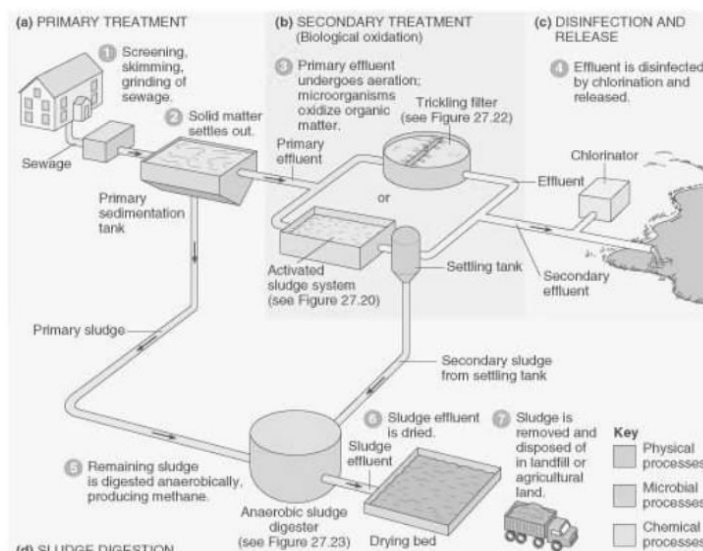 (a) PRIMARY TREATMENT
1 Screening,
skimming,
grinding of
sewage.
2 Solid matter
settles out.
Sewage
Primary
sedimentation
tank
(b) SECONDARY TREATMENT
(Biological oxidation)
3 Primary effluent
undergoes aeration;
microorganisms
oxidize organic
matter.
Primary
effluent
Trickling filter
(see Figure 27.22)
or
Activated
sludge system
(see Figure 27.20)
Settling tank
Effluent
(c) DISINFECTION AND
RELEASE
4 Effluent is disinfected
by chlorination and
released.
Chlorinator
Secondary
effluent
Primary sludge
Secondary sludge
from settling tank
5 Remaining sludge
is digested anaerobically,
producing methane.
Anaerobic sludge
digester
(see Figure 27.23)
6 Sludge effluent
is dried.
Sludge
effluent
Drying bed
7 Sludge is
removed and
disposed of
in landfill or
agricultural
land.
Key
Physical
processes
Microbial
processes
Chemical
processes
(d) SLUDGE DIGESTION